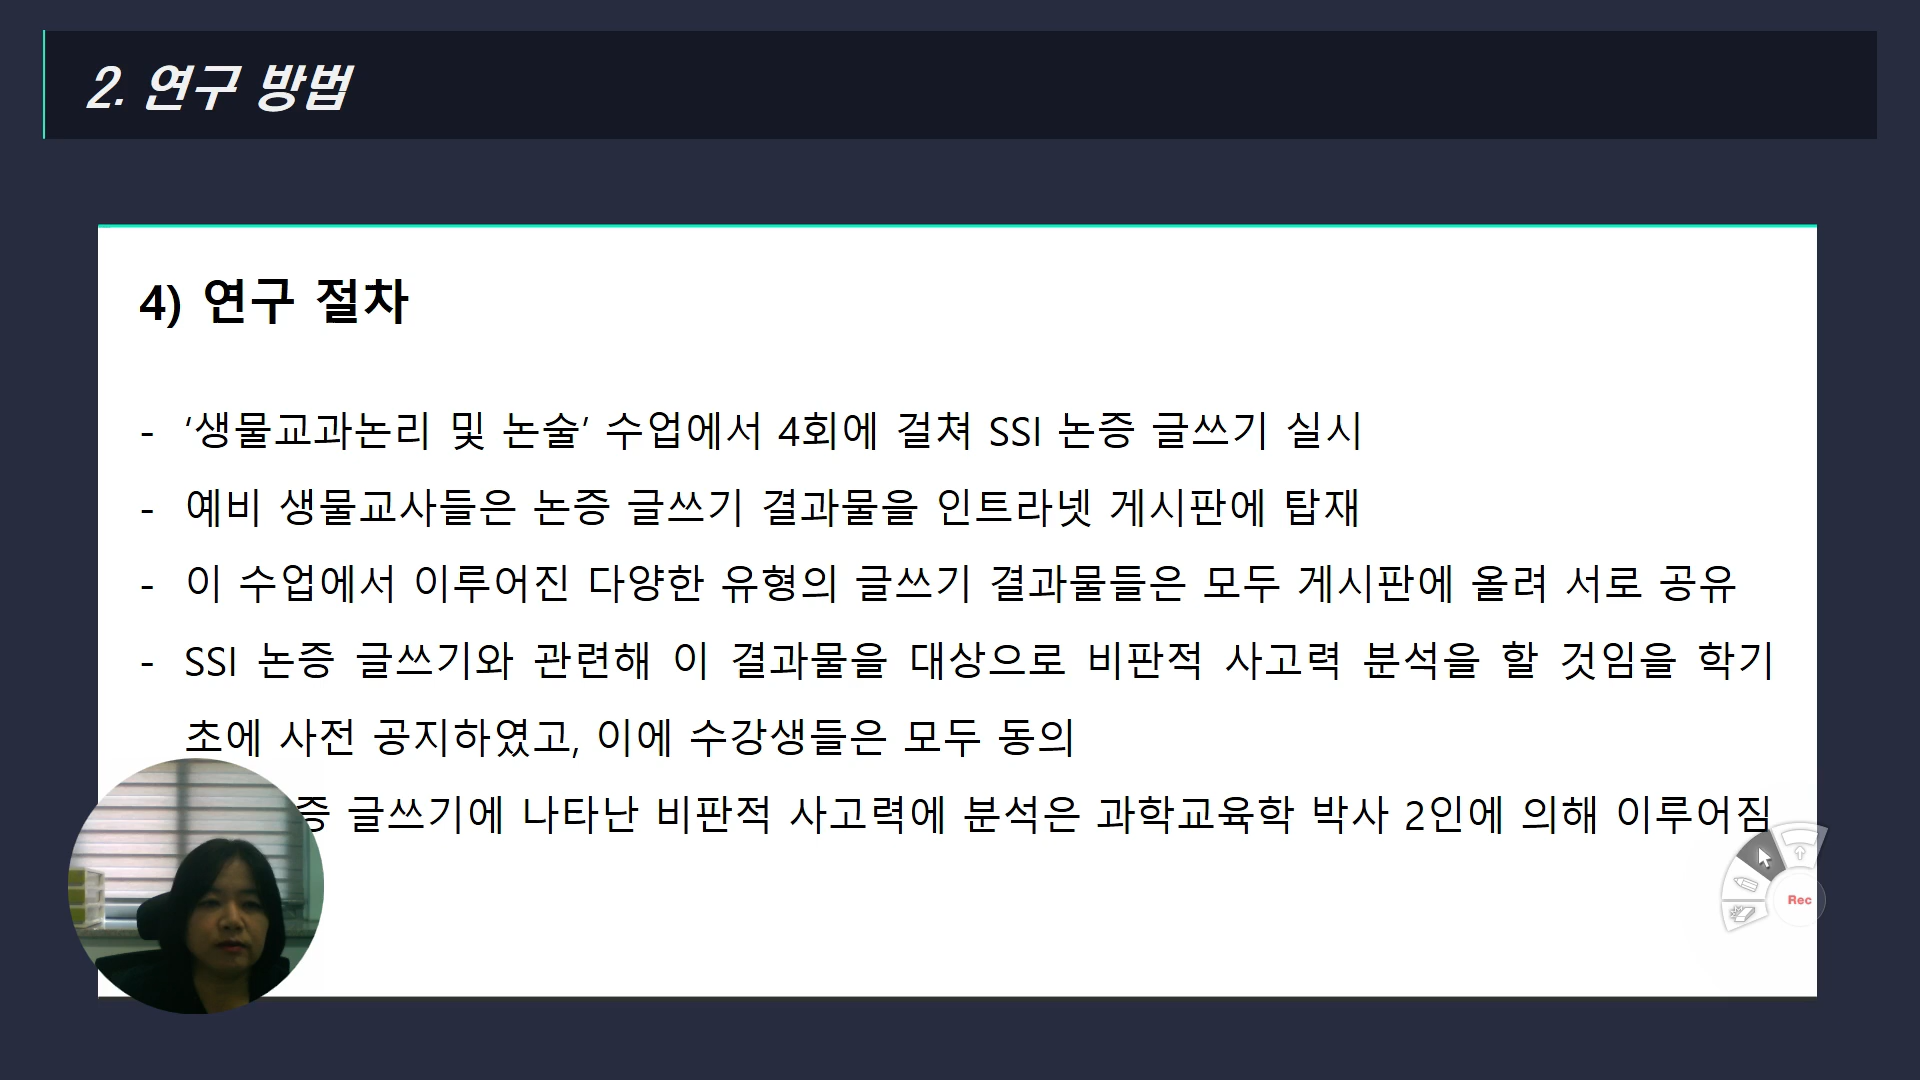 2. 연구 방법
4) 연구 절차
- ‘생물교과논리 및 논술’ 수업에서 4회에 걸쳐 SSI 논증 글쓰기 실시
- 예비 생물교사들은 논증 글쓰기 결과물을 인트라넷 게시판에 탑재
- 이 수업에서 이루어진 다양한 유형의 글쓰기 결과물들은 모두 게시판에 올려 서로 공유
- SSI 논증 글쓰기와 관련해 이 결과물을 대상으로 비판적 사고력 분석을 할 것임을 학기
초에 사전 공지하였고, 이에 수강생들은 모두 동의
증 글쓰기에 나타난 비판적 사고력에 분석은 과학교육학 박사 2인에 의해 이루어짐
Rec